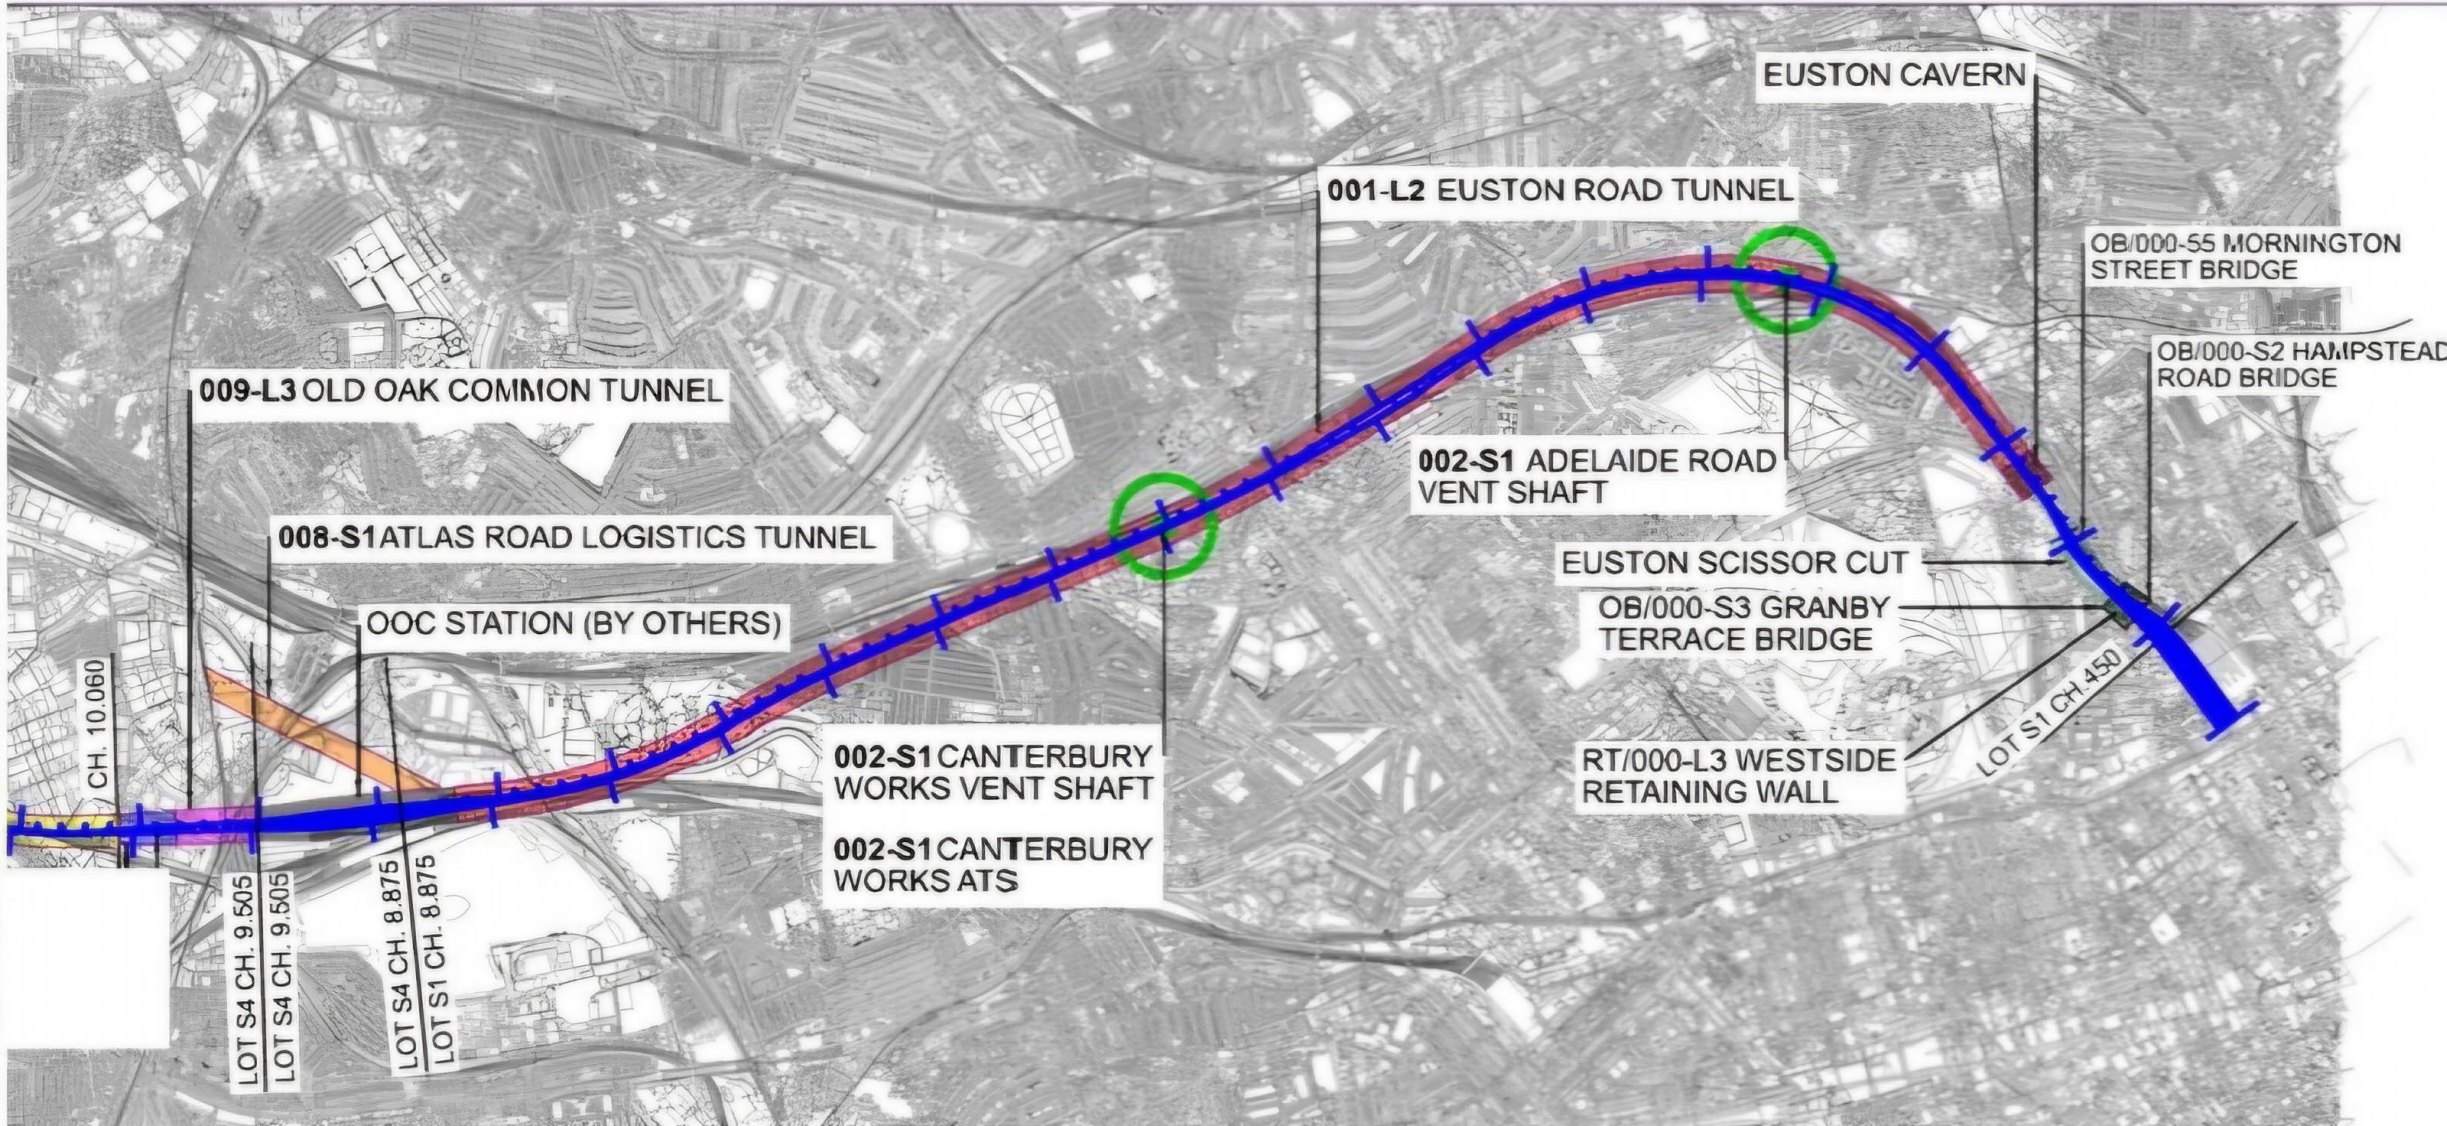 EUSTON CAVERN
001-L2 EUSTON ROAD TUNNEL
OB/000-55 MORNINGTON
STREET BRIDGE
OB/000-S2 HAMPSTEAD
ROAD BRIDGE
009-L3 OLD OAK COMMON TUNNEL
002-S1 ADELAIDE ROAD
VENT SHAFT
008-S1 ATLAS ROAD LOGISTICS TUNNEL
EUSTON SCISSOR CUT
OB/000-S3 GRANBY
TERRACE BRIDGE
OOC STATION (BY OTHERS)
CH. 10.060
LOT S1 CH.450
002-S1 CANTERBURY
WORKS VENT SHAFT
RT/000-L3 WESTSIDE
RETAINING WALL
002-S1 CANTERBURY
WORKS ATS
LOT S4 CH. 9.505
LOT S4 CH. 9.505
LOT S4 CH. 8.875
LOT S1 CH. 8.875